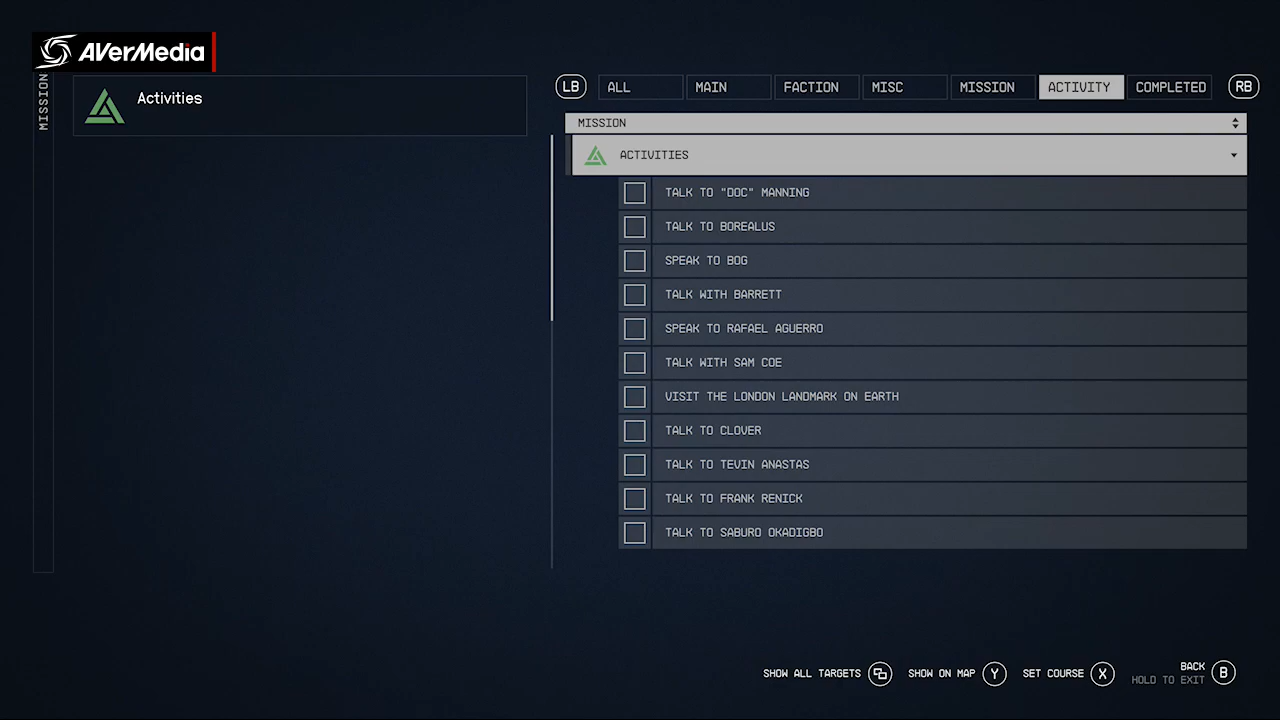 AVerMedia
MISSION
Activities
LB
ALL
MAIN
FACTION
MISC
MISSION
ACTIVITY
COMPLETED
RB
MISSION
ACTIVITIES
TALK TO "DOC" MANNING
TALK TO BOREALUS
SPEAK TO BOG
TALK WITH BARRETT
SPEAK TO RAFAEL AGUERRO
TALK WITH SAM COE
VISIT THE LONDON LANDMARK ON EARTH
TALK TO CLOVER
TALK TO TEVIN ANASTAS
TALK TO FRANK RENICK
TALK TO SABURO OKADIGBO
SHOW ALL TARGETS
SHOW ON MAP Y
SET COURSE X
BACK B
HOLD TO EXIT